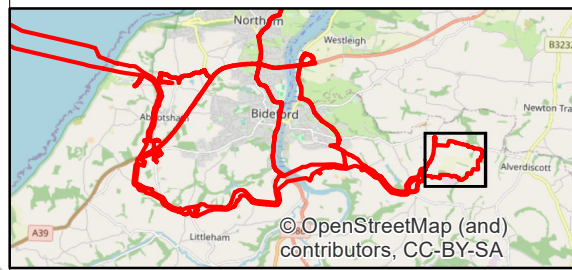 Northam
Westleigh
B3232
Bideford
Abbotsham
Newton Tra
Alverdiscott
A39
Littleham
© OpenStreetMap (and)
contributors, CC-BY-SA